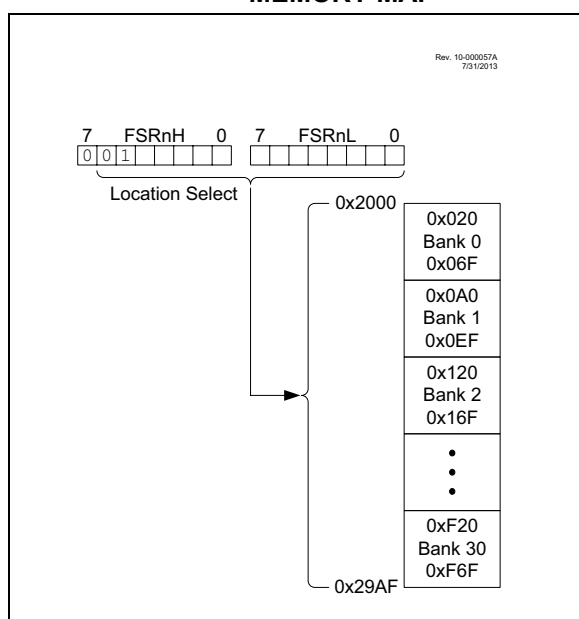 MEMORY MAP
Rev. 10-000057A
7/31/2013
7 FSRnH 0 7 FSRnL 0
0 0 1
Location Select
0x2000
0x020
Bank 0
0x06F
0x0A0
Bank 1
0x0EF
0x120
Bank 2
0x16F
0xF20
Bank 30
0xF6F
0x29AF